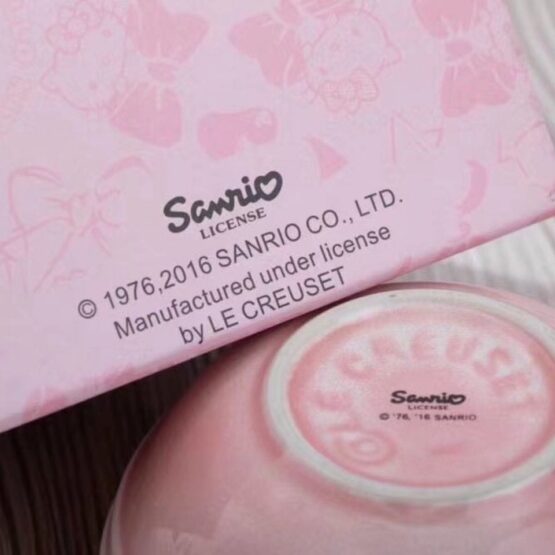 Sanrio
LICENSE
© 1976,2016 SANRIO CO., LTD.
Manufactured under license
by LE CREUSET
LE CREUSET
Sanrio
LICENSE
© '76, '16 SANRIO